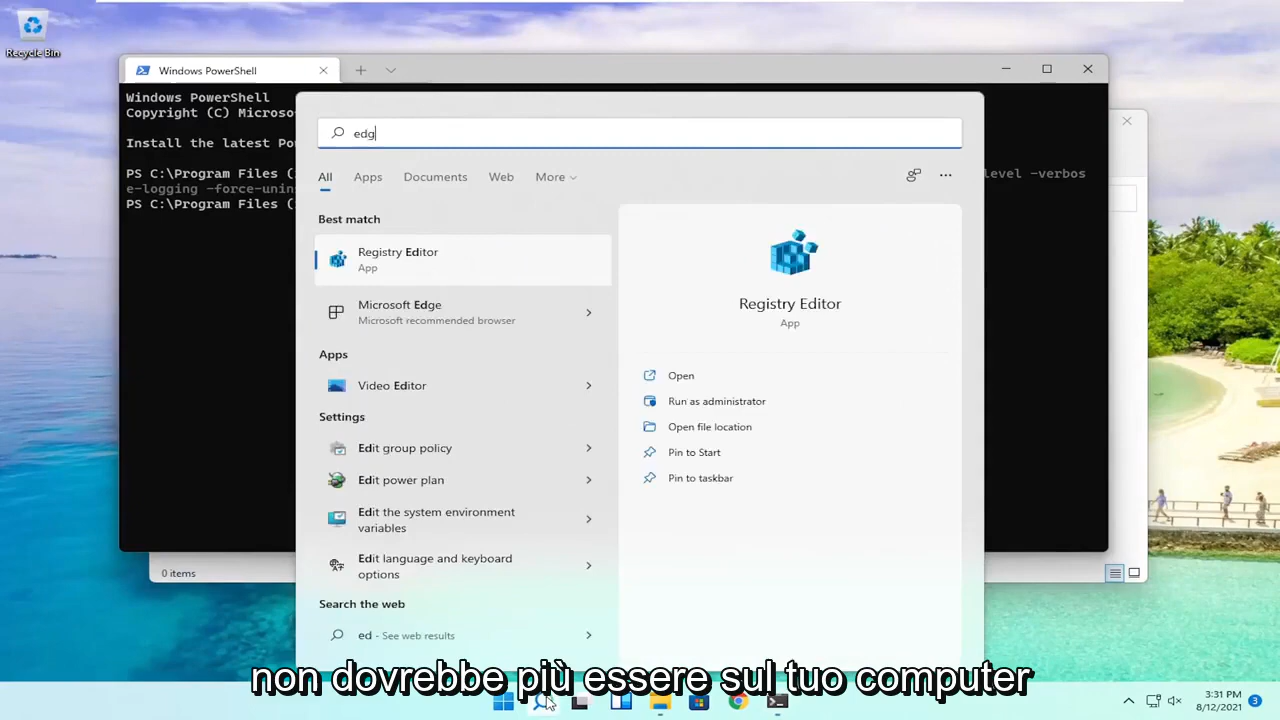 Recycle Bin
Windows PowerShell
Windows PowerShell
Copyright (C) Microso
Install the latest Po
PS C:\Program Files (
level -verbos
e-logging -force-unin
PS C:\Program Files (
edg
All
Apps
Documents
Web
More
Best match
Registry Editor
App
Microsoft Edge
Microsoft recommended browser
Apps
Video Editor
Settings
Edit group policy
Edit power plan
Edit the system environment
variables
Edit language and keyboard
options
Search the web
ed - See web results
Registry Editor
App
Open
Run as administrator
Open file location
Pin to Start
Pin to taskbar
0 items
non dovrebbe più essere sul tuo computer
3:31 PM
8/12/2021
3